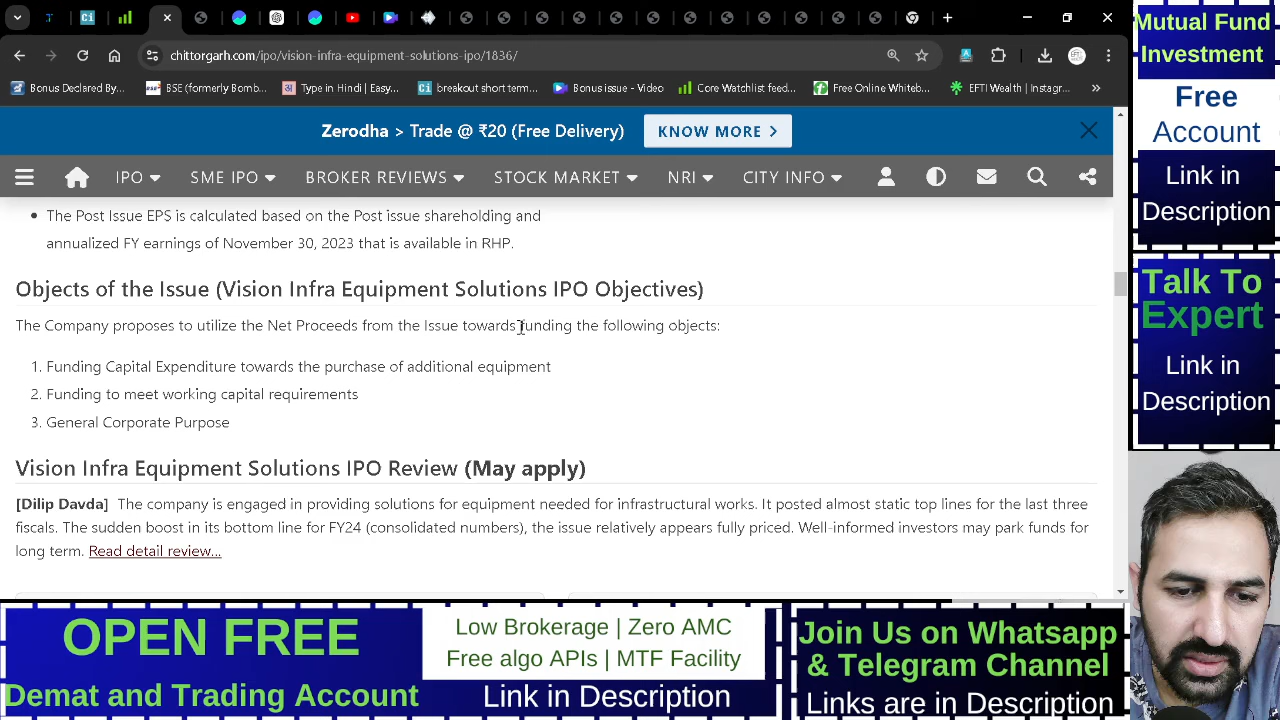 chittorgarh.com/ipo/vision-infra-equipment-solutions-ipo/1836/
Bonus Declared By... BSE (formerly Bomb... Type in Hindi | Easy... breakout short term... Bonus issue - Video Core Watchlist feed... Free Online Whiteb... EFTI Wealth | Instagr... »
Zerodha > Trade @ ₹20 (Free Delivery) KNOW MORE >
IPO SME IPO BROKER REVIEWS STOCK MARKET NRI CITY INFO
• The Post Issue EPS is calculated based on the Post issue shareholding and
annualized FY earnings of November 30, 2023 that is available in RHP.
Objects of the Issue (Vision Infra Equipment Solutions IPO Objectives)
The Company proposes to utilize the Net Proceeds from the Issue towards funding the following objects:
1. Funding Capital Expenditure towards the purchase of additional equipment
2. Funding to meet working capital requirements
3. General Corporate Purpose
Vision Infra Equipment Solutions IPO Review (May apply)
[Dilip Davda] The company is engaged in providing solutions for equipment needed for infrastructural works. It posted almost static top lines for the last three
fiscals. The sudden boost in its bottom line for FY24 (consolidated numbers), the issue relatively appears fully priced. Well-informed investors may park funds for
long term. Read detail review...
Mutual Fund
Investment
Free
Account
Link in
Description
Talk To
Expert
Link in
Description
OPEN FREE
Demat and Trading Account
Low Brokerage | Zero AMC
Free algo APIs | MTF Facility
Link in Description
Join Us on Whatsapp
& Telegram Channel
Links are in Description